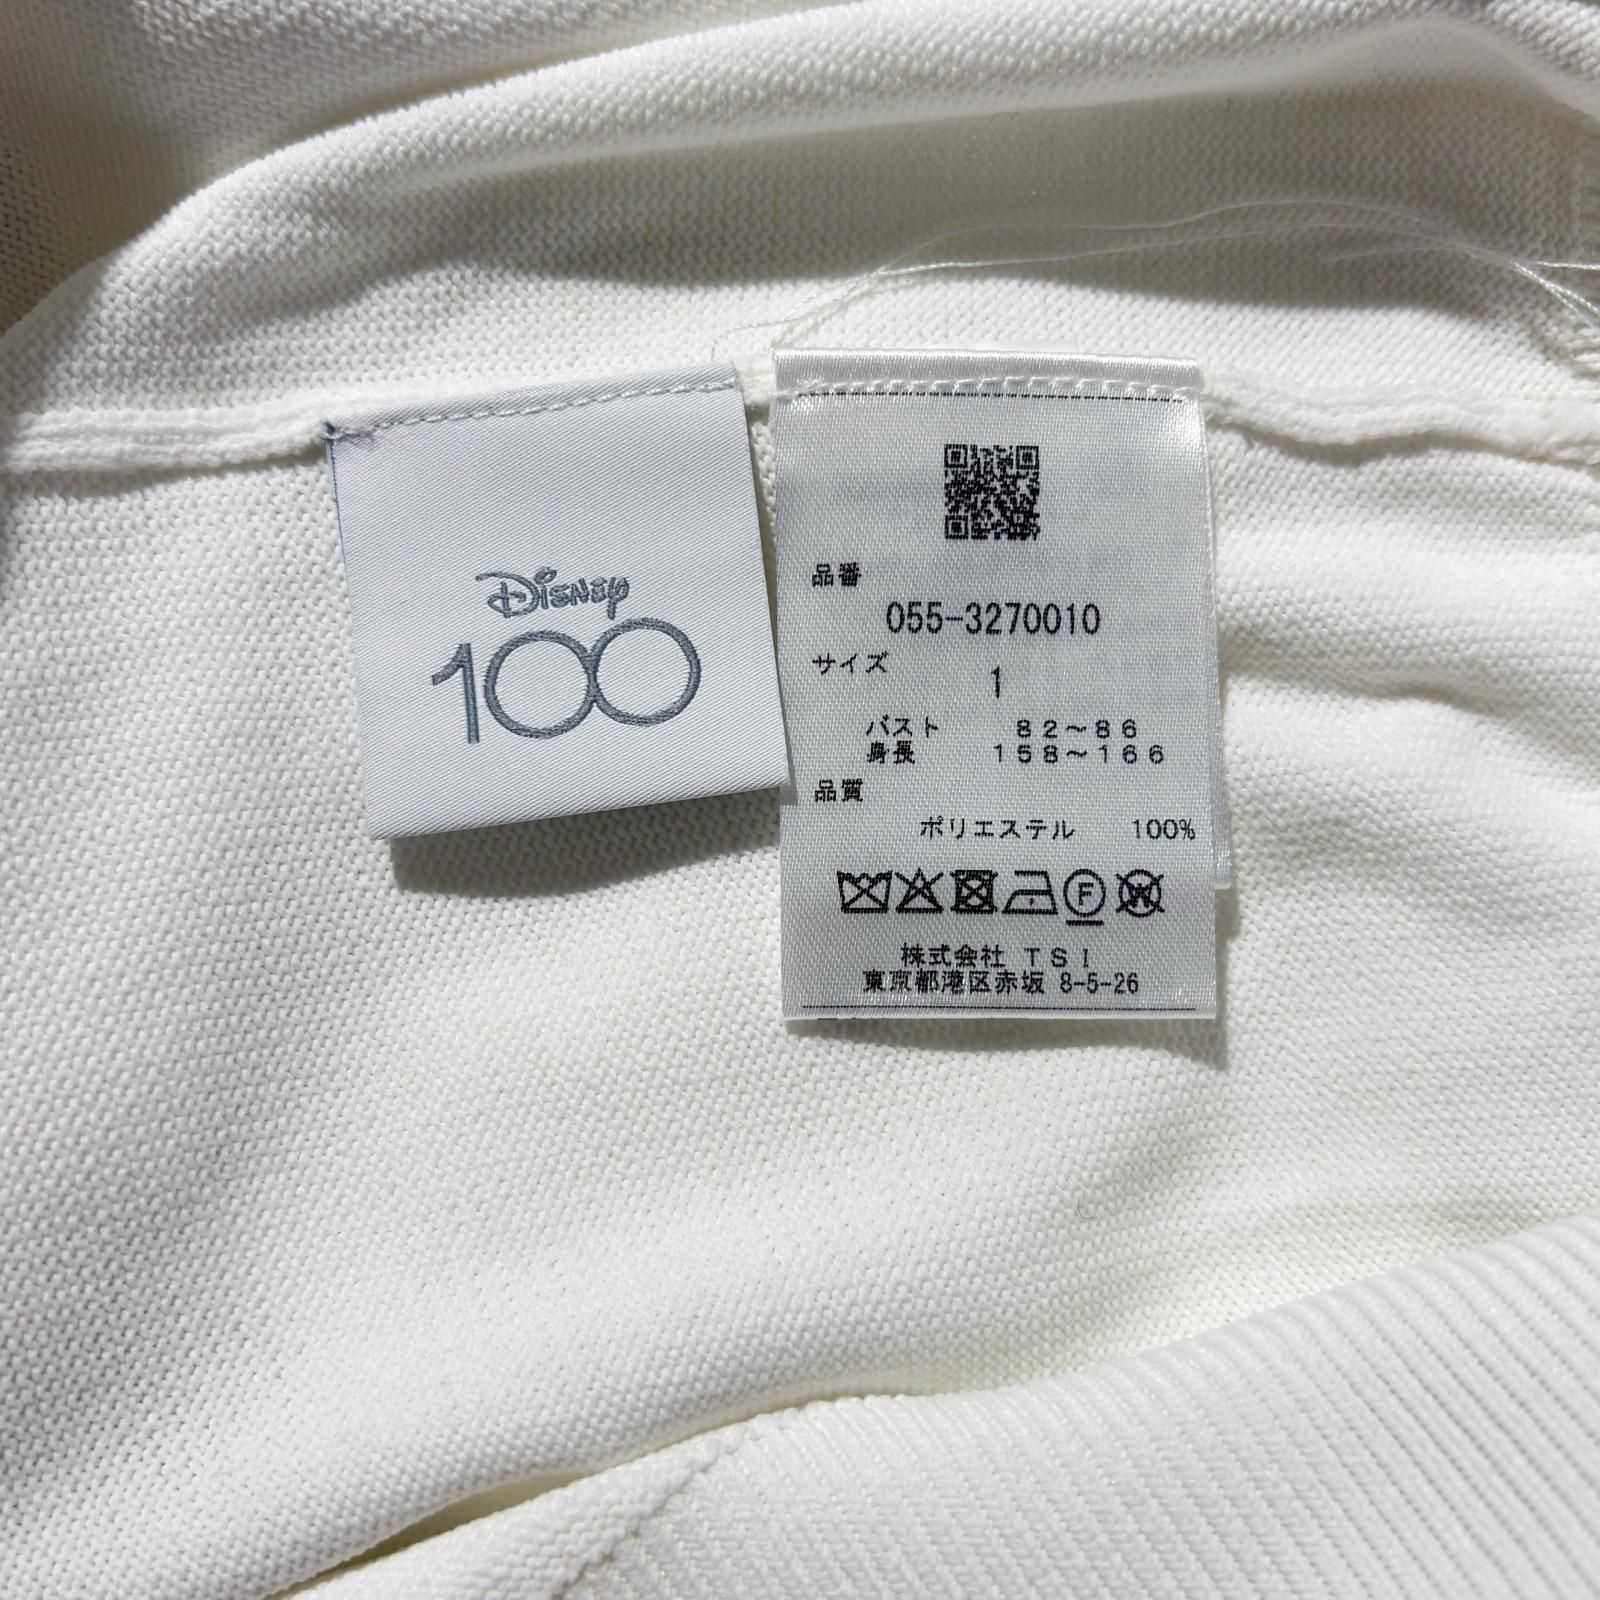 Disney
100
品番
055-3270010
サイズ
1
バスト 82~86
身長 158~166
品質
ポリエステル 100%
F
W
株式会社 TSI
東京都港区赤坂 8-5-26